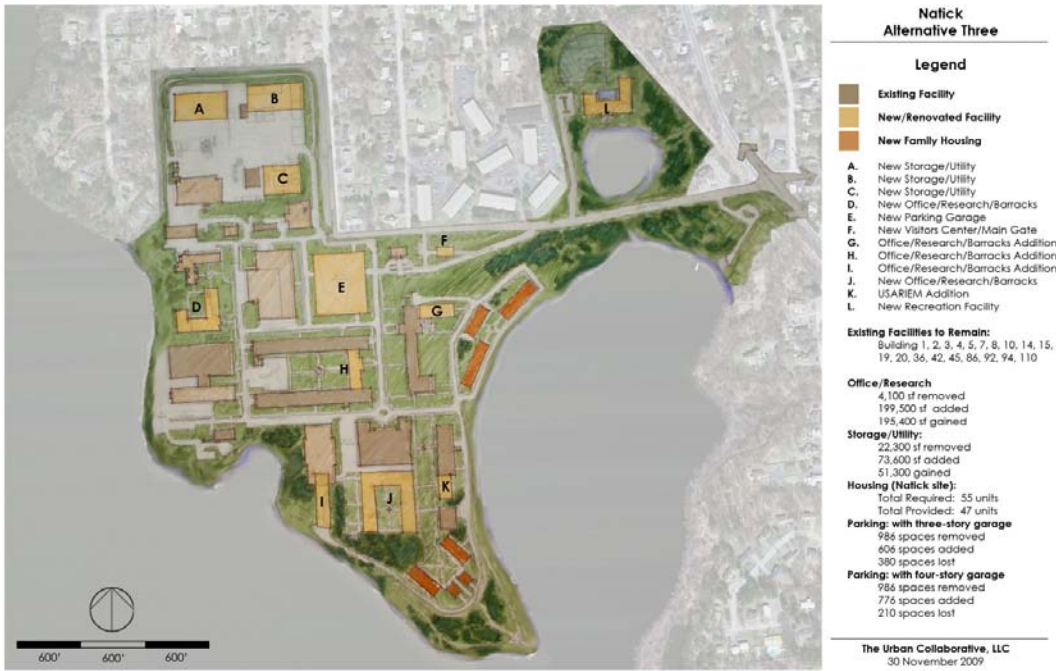 Natick
Alternative Three
Legend
Existing Facility
New/Renovated Facility
New Family Housing
A. New Storage/Utility
B. New Storage/Utility
C. New Storage/Utility
D. New Office/Research/Barracks
E. New Parking Garage
F. New Visitors Center/Main Gate
G. Office/Research/Barracks Addition
H. Office/Research/Barracks Addition
I. Office/Research/Barracks Addition
J. New Office/Research/Barracks
K. USARIEM Addition
L. New Recreation Facility
Existing Facilities to Remain:
Building 1, 2, 3, 4, 5, 7, 8, 10, 14, 15,
19, 20, 36, 42, 45, 86, 92, 94, 110
Office/Research
4,100 sf removed
199,500 sf added
195,400 sf gained
Storage/Utility:
22,300 sf removed
73,600 sf added
51,300 gained
Housing (Natick site):
Total Required: 55 units
Total Provided: 47 units
Parking: with three-story garage
986 spaces removed
606 spaces added
380 spaces lost
Parking: with four-story garage
986 spaces removed
776 spaces added
210 spaces lost
The Urban Collaborative, LLC
30 November 2009
A
B
L
C
F
E
D
G
H
K
I
J
600'
600'
600'